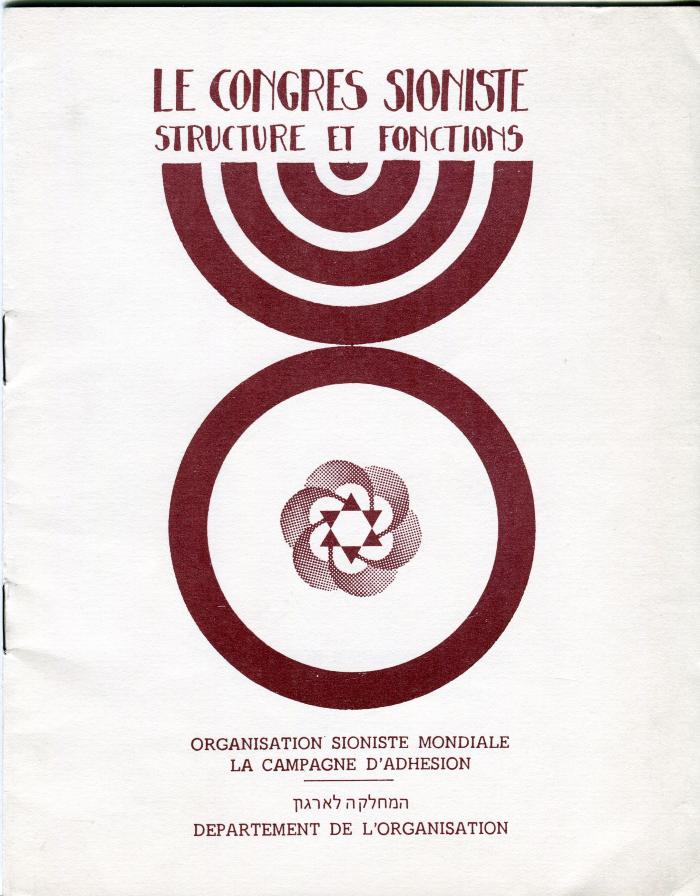 LE CONGRES SIONISTE
STRUCTURE ET FONCTIONS
ORGANISATION SIONISTE MONDIALE
LA CAMPAGNE D'ADHESION
המחלקה לארגון
DEPARTEMENT DE L'ORGANISATION